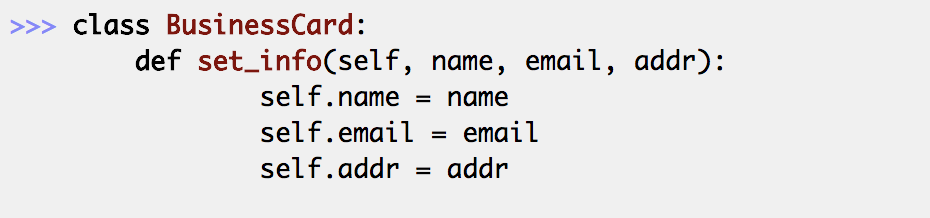 >>> class BusinessCard:
        def set_info(self, name, email, addr):
                self.name = name
                self.email = email
                self.addr = addr